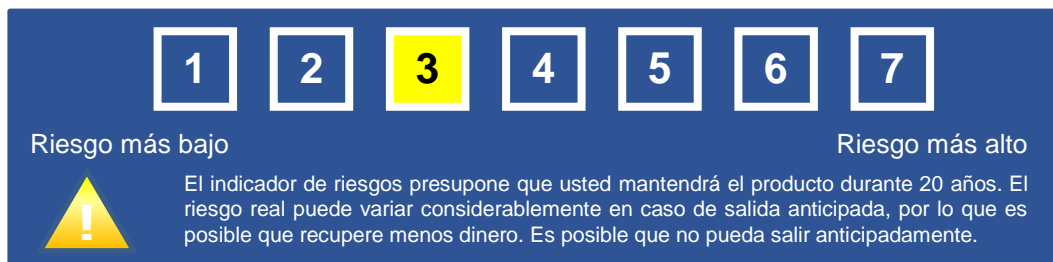 1 2 3 4 5 6 7
Riesgo más bajo Riesgo más alto
! El indicador de riesgos presupone que usted mantendrá el producto durante 20 años. El
riesgo real puede variar considerablemente en caso de salida anticipada, por lo que es
posible que recupere menos dinero. Es posible que no pueda salir anticipadamente.